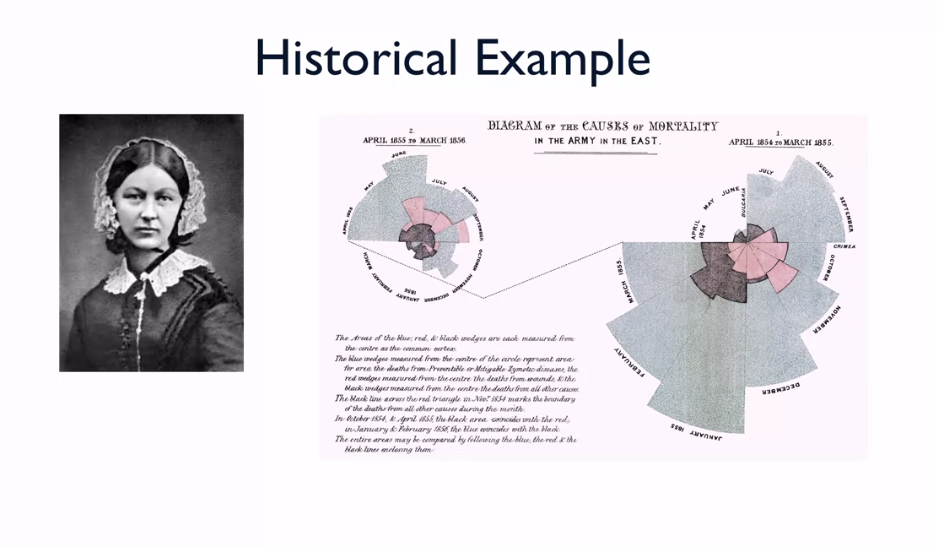 Historical Example
DIAGRAM OF THE CAUSES OF MORTALITY
IN THE ARMY IN THE EAST.
2.
APRIL 1855 TO MARCH 1856
1.
APRIL 1854 TO MARCH 1855.
APRIL 1855
MAY
JUNE
JULY
AUGUST
SEPTEMBER
OCTOBER
NOVEMBER
DECEMBER
1856
JANUARY
FEBRUARY
MARCH
APRIL
1854
MAY
JUNE
BULGARIA
JULY
AUGUST
SEPTEMBER
CRIMEA
OCTOBER
NOVEMBER
DECEMBER
JANUARY 1855
FEBRUARY
MARCH 1855.
The Areas of the blue, red, & black wedges are each measured from
the centre as the common vertex.
The blue wedges measured from the centre of the circle represent area
for area the deaths from Preventible or Mitigable Zymotic diseases, the
red wedges measured from the centre the deaths from wounds, & the
black wedges measured from the centre the deaths from all other causes.
The black line across the red triangle in Novr. 1854 marks the boundary
of the deaths from all other causes during the month.
In October 1854, & April 1855, the black area coincides with the red,
in January & February 1856, the blue coincides with the black.
The entire areas may be compared by following the blue, the red & the
black lines enclosing them.